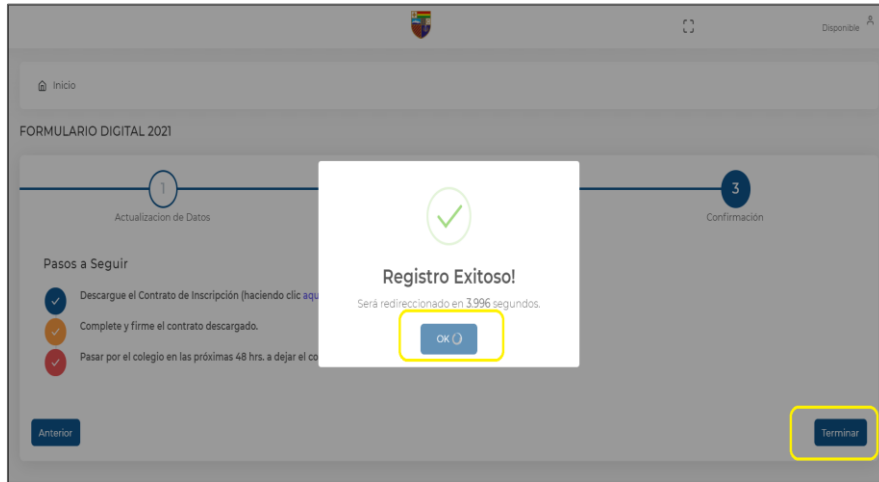 Disponible
Inicio
FORMULARIO DIGITAL 2021
1
3
Actualizacion de Datos
Confirmación
Registro Exitoso!
Será redireccionado en 3.996 segundos.
OK
Pasos a Seguir
Descargue el Contrato de Inscripción (haciendo clic aqu
Complete y firme el contrato descargado.
Pasar por el colegio en las próximas 48 hrs. a dejar el co
Anterior
Terminar